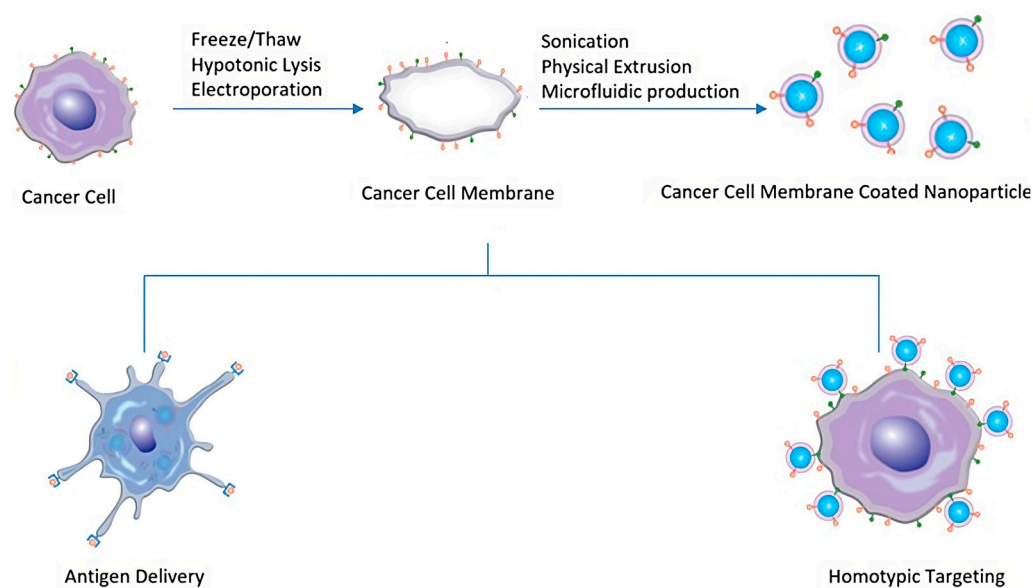 Freeze/Thaw
Hypotonic Lysis
Electroporation
Sonication
Physical Extrusion
Microfluidic production
Cancer Cell
Cancer Cell Membrane
Cancer Cell Membrane Coated Nanoparticle
Antigen Delivery
Homotypic Targeting